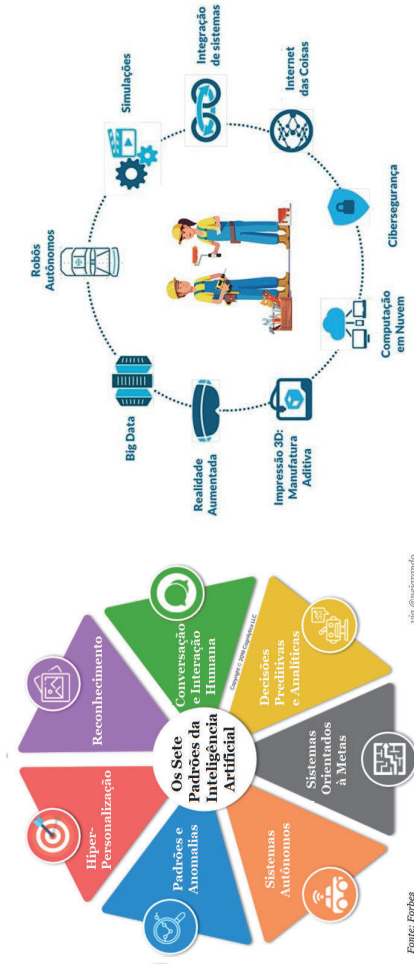 Os Sete
Padrões da
Inteligência
Artificial
Hiper-
Personalização
Reconhecimento
Conversação
e Interação
Humana
Copyright © 2019 Cognilytica LLC
Decisões
Preditivas
e Analíticas
Sistemas
Orientados
à Metas
Sistemas
Autônomos
Padrões e
Anomalias
Fonte: Forbes
via @neigrando
Robôs
Autônomos
Simulações
Integração
de sistemas
Internet
das Coisas
Cibersegurança
Computação
em Nuvem
Impressão 3D:
Manufatura
Aditiva
Realidade
Aumentada
Big Data